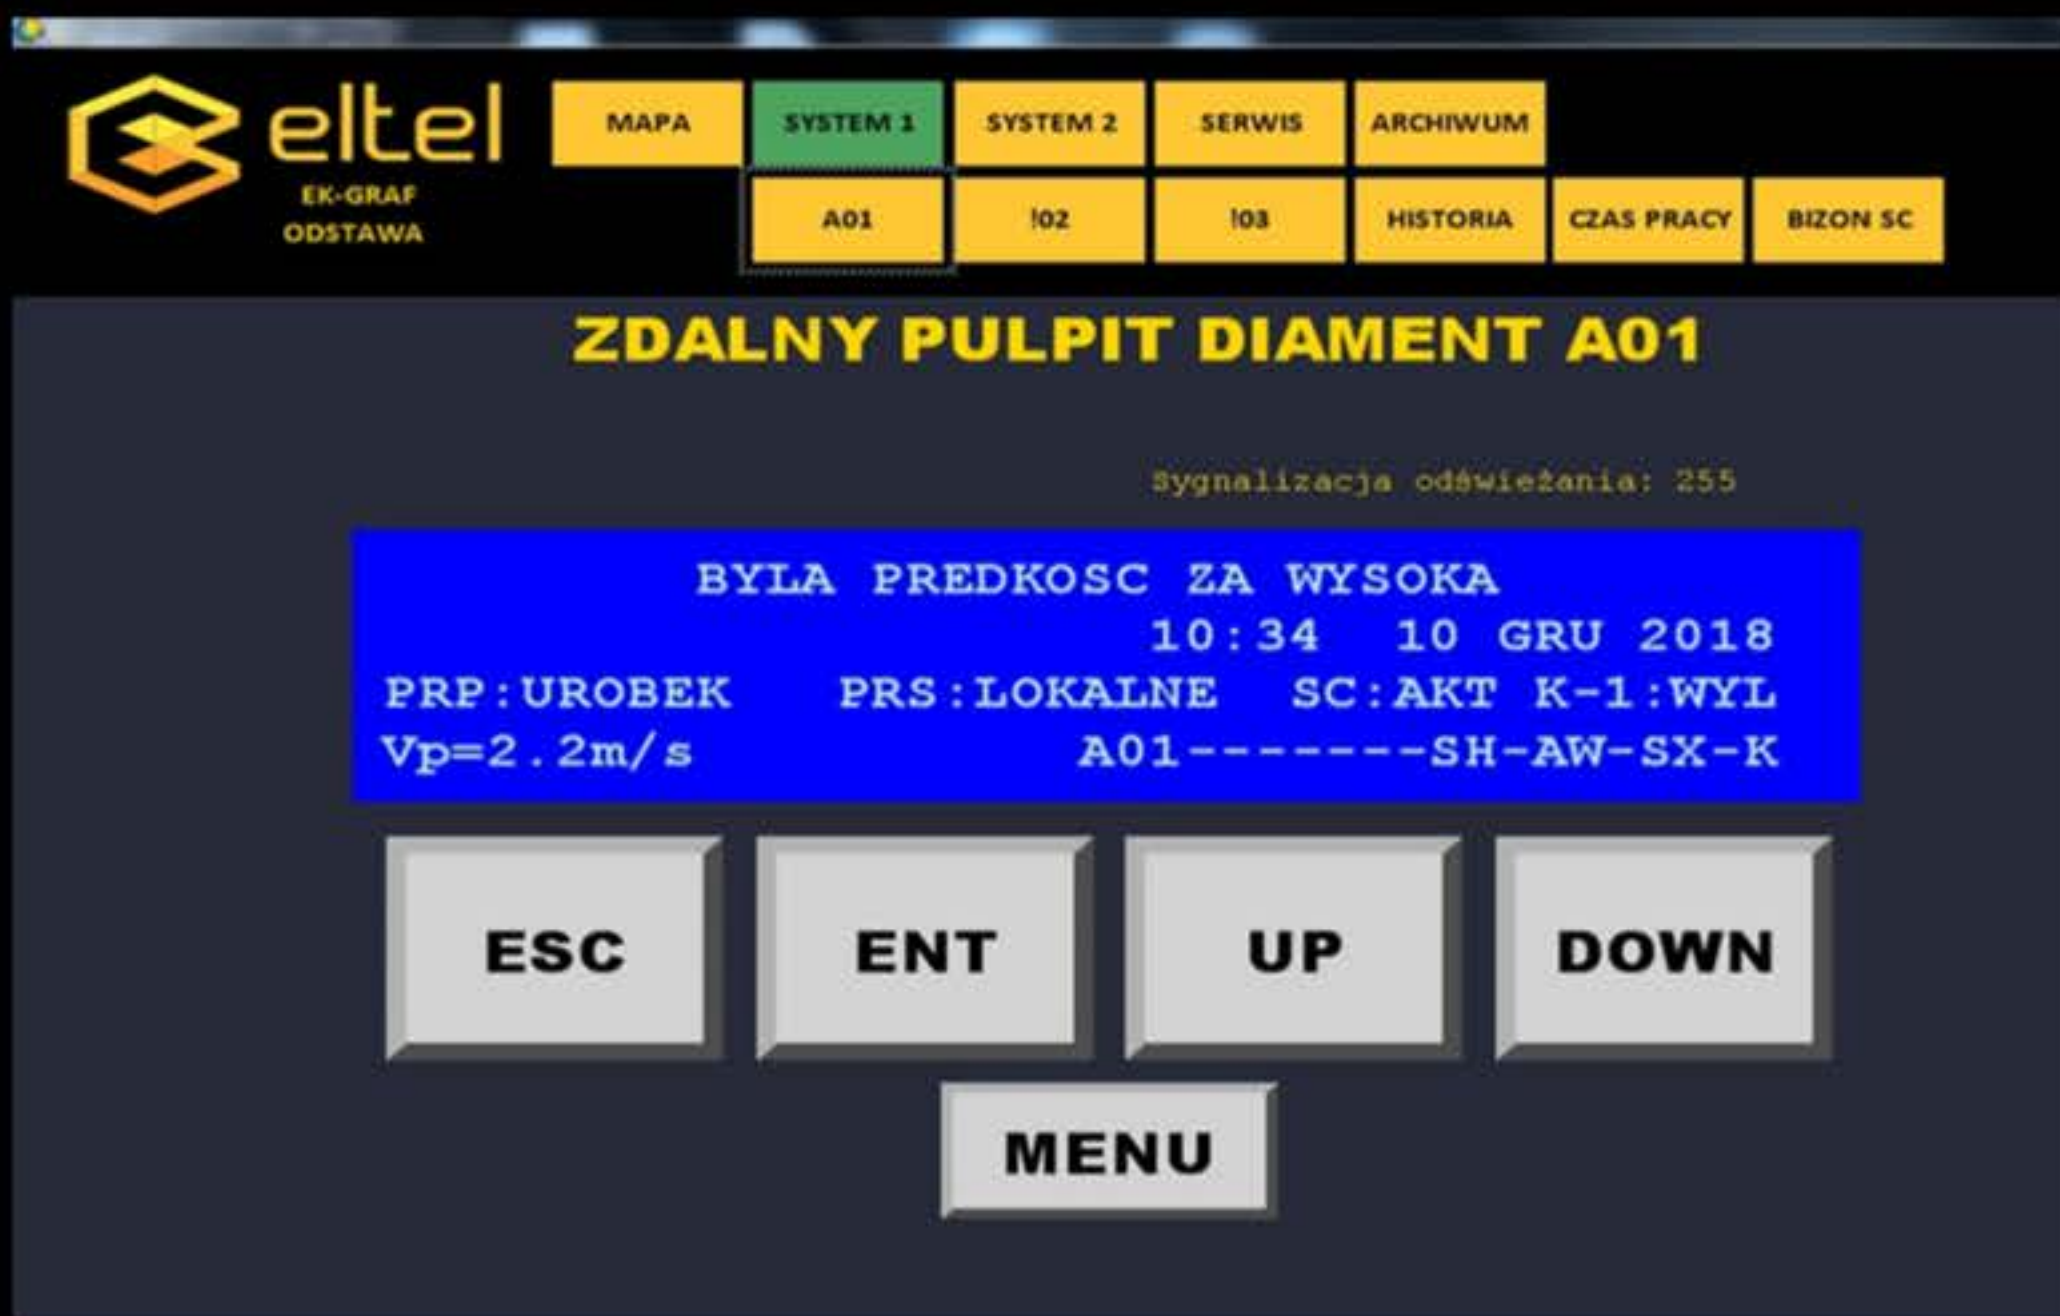 eltel
EK-GRAF
ODSTAWA
MAPA SYSTEM 1 SYSTEM 2 SERWIS ARCHIWUM
A01 !02 !03 HISTORIA CZAS PRACY BIZON SC
ZDALNY PULPIT DIAMENT A01
Sygnalizacja odświeżania: 255
BYLA PREDKOSC ZA WYSOKA
10:34 10 GRU 2018
PRP:UROBEK PRS:LOKALNE SC:AKT K-1:WYL
Vp=2.2m/s A01-------SH-AW-SX-K
ESC ENT UP DOWN
MENU